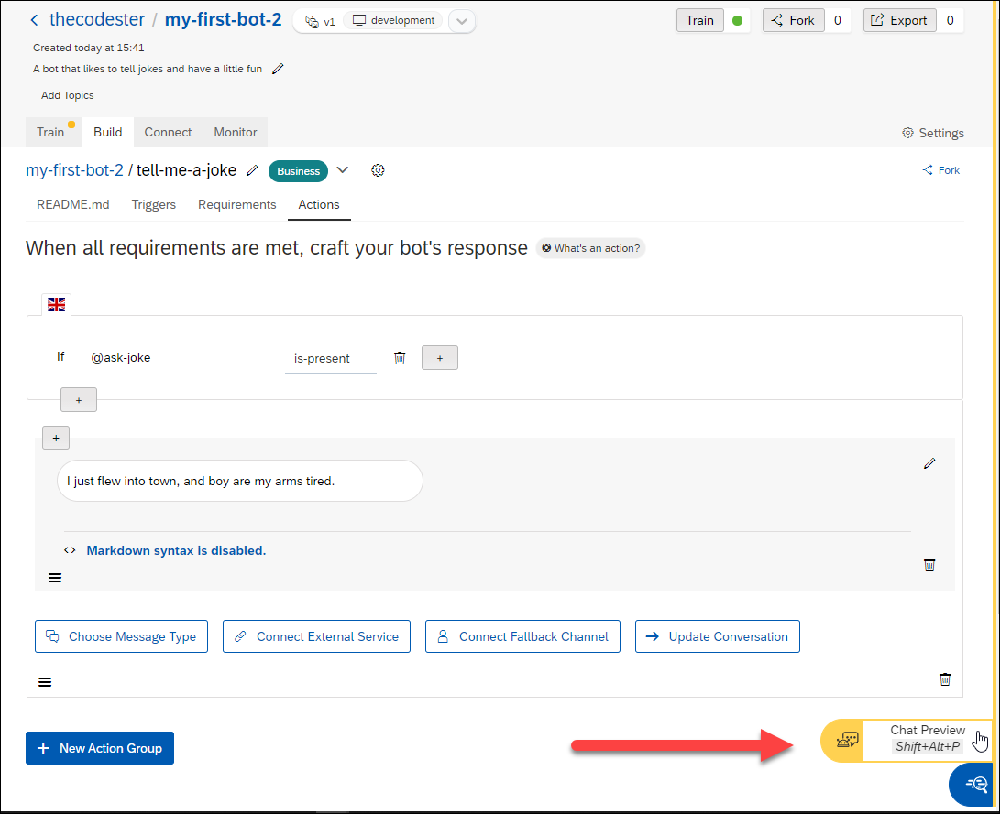 thecodester / my-first-bot-2 v1 development Train Fork 0 Export 0
Created today at 15:41
A bot that likes to tell jokes and have a little fun
Add Topics
Train Build Connect Monitor Settings
my-first-bot-2 / tell-me-a-joke Business Fork
README.md Triggers Requirements Actions
When all requirements are met, craft your bot's response What's an action?
If @ask-joke is-present +
+
+
I just flew into town, and boy are my arms tired.
<> Markdown syntax is disabled.
Choose Message Type Connect External Service Connect Fallback Channel Update Conversation
Chat Preview
Shift+Alt+P
+ New Action Group